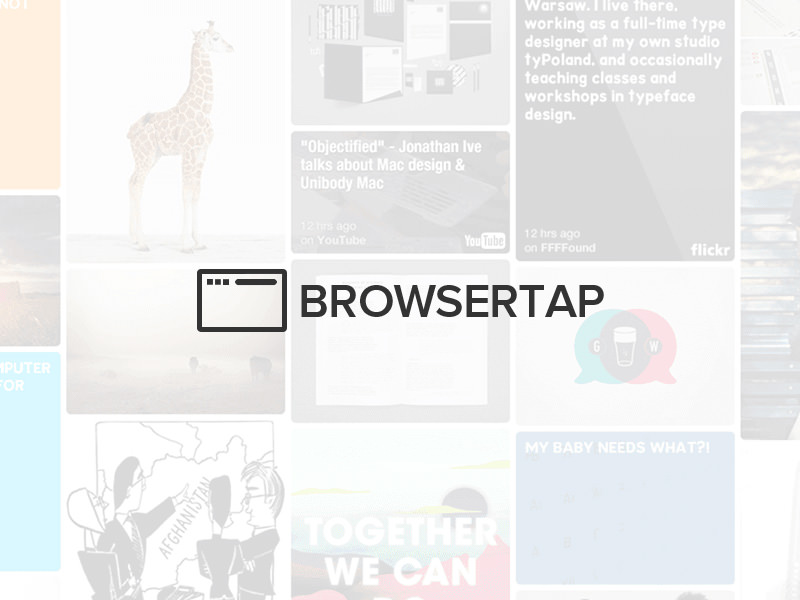 NOT
Warsaw. I live there,
working as a full-time type
designer at my own studio
tyPoland, and occasionally
teaching classes and
workshops in typeface
design.
"Objectified" - Jonathan Ive
talks about Mac design &
Unibody Mac
12 hrs ago
on YouTube
YouTube
12 hrs ago
on FFFFound
flickr
BROWSERTAP
G W
MPUTER
FOR
MY BABY NEEDS WHAT?!
AFGHANISTAN
TOGETHER
WE CAN
DO